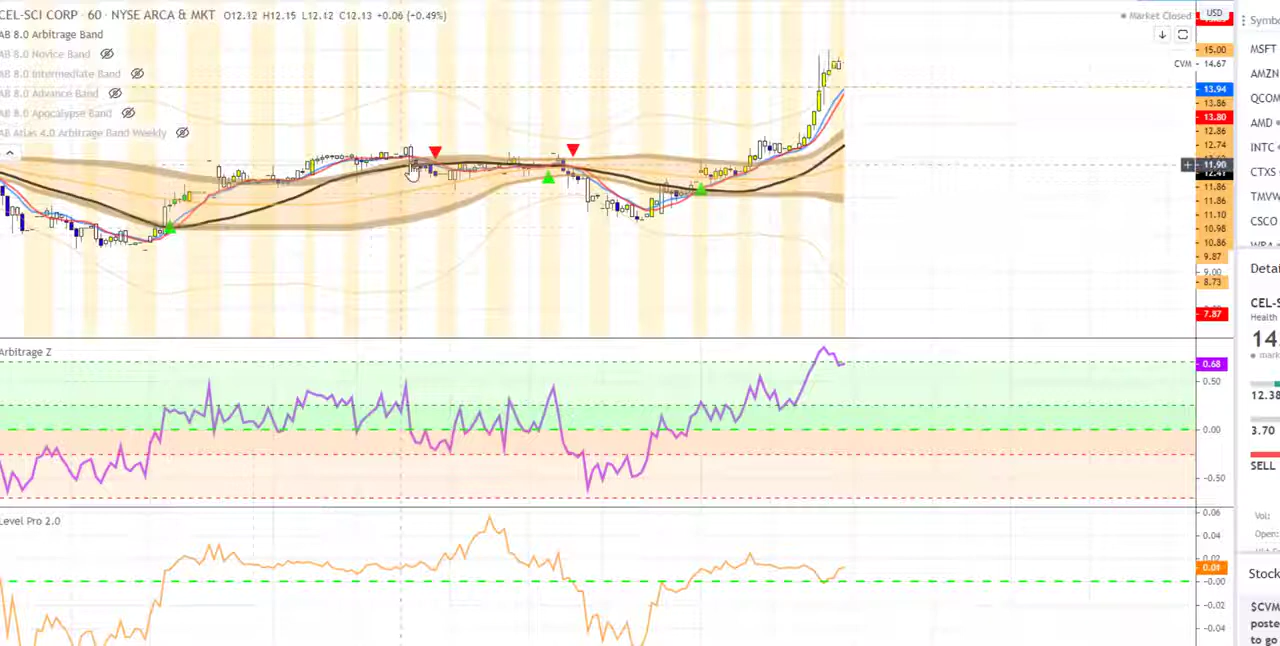 CEL-SCI CORP · 60 · NYSE ARCA & MKT O12.12 H12.15 L12.12 C12.13 +0.06 (+0.49%)
Market Closed
USD
Symbo
AB 8.0 Arbitrage Band
AB 8.0 Novice Band
AB 8.0 Intermediate Band
AB 8.0 Advance Band
AB 8.0 Apocalypse Band
AB Atlas 4.0 Arbitrage Band Weekly
15.00
CVM 14.67
13.94
13.86
13.80
12.86
12.74
11.90
12.41
11.86
11.86
11.10
10.98
10.86
9.87
9.00
8.73
7.87
MSFT
AMZN
QCOM
AMD
INTC
CTXS
TMV
CSCO
Detai
CEL-S
Health
14.
mark
12.38
3.70
SELL
Vol:
Open:
Stock
$CVM
poste
to go
Arbitrage Z
0.68
0.50
0.00
-0.50
Level Pro 2.0
0.06
0.04
0.02
0.01
-0.00
-0.02
-0.04